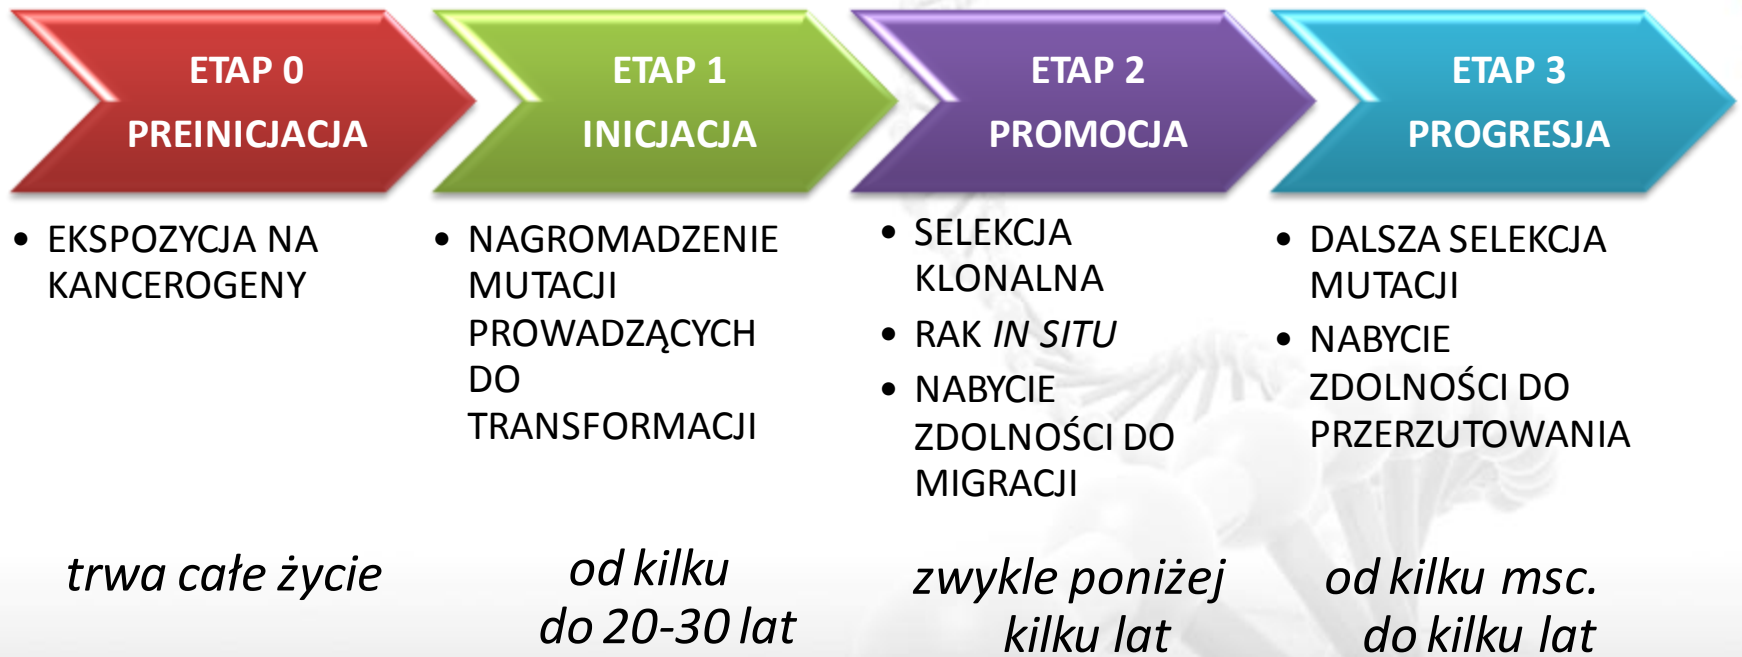 ETAP 0
PREINICJACJA
ETAP 1
INICJACJA
ETAP 2
PROMOCJA
ETAP 3
PROGRESJA
• EKSPOZYCJA NA
KANCEROGENY
• NAGROMADZENIE
MUTACJI
PROWADZĄCYCH
DO
TRANSFORMACJI
• SELEKCJA
KLONALNA
• RAK IN SITU
• NABYCIE
ZDOLNOŚCI DO
MIGRACJI
• DALSZA SELEKCJA
MUTACJI
• NABYCIE
ZDOLNOŚCI DO
PRZERZUTOWANIA
trwa całe życie
od kilku
do 20-30 lat
zwykle poniżej
kilku lat
od kilku msc.
do kilku lat